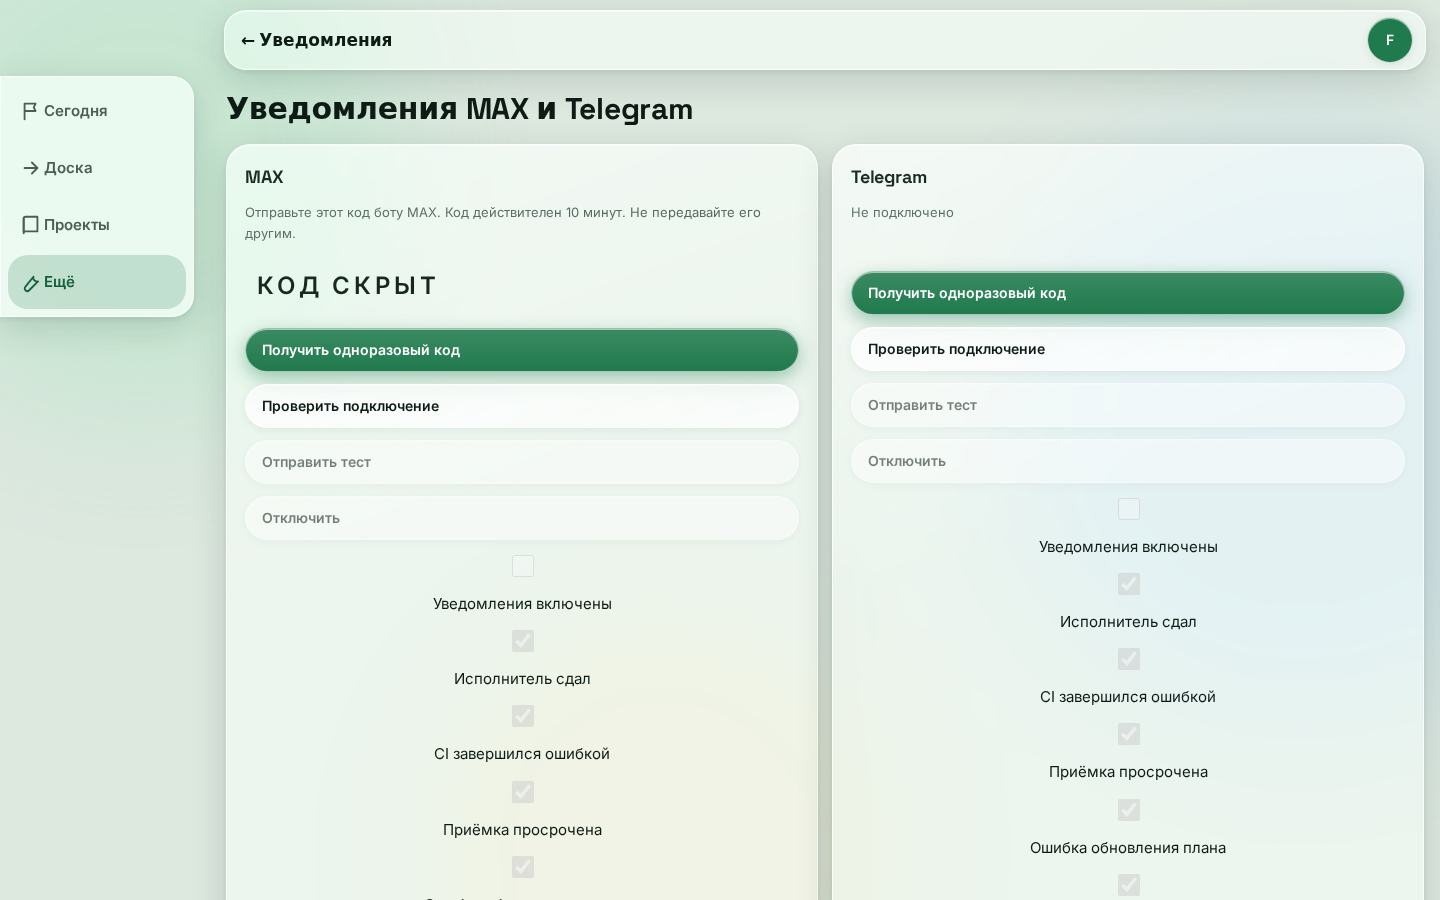 ← Уведомления
F
Сегодня
Доска
Проекты
Ещё
Уведомления MAX и Telegram
MAX
Отправьте этот код боту MAX. Код действителен 10 минут. Не передавайте его
другим.
КОД СКРЫТ
Получить одноразовый код
Проверить подключение
Отправить тест
Отключить
Уведомления включены
Исполнитель сдал
CI завершился ошибкой
Приёмка просрочена
Telegram
Не подключено
Получить одноразовый код
Проверить подключение
Отправить тест
Отключить
Уведомления включены
Исполнитель сдал
CI завершился ошибкой
Приёмка просрочена
Ошибка обновления плана